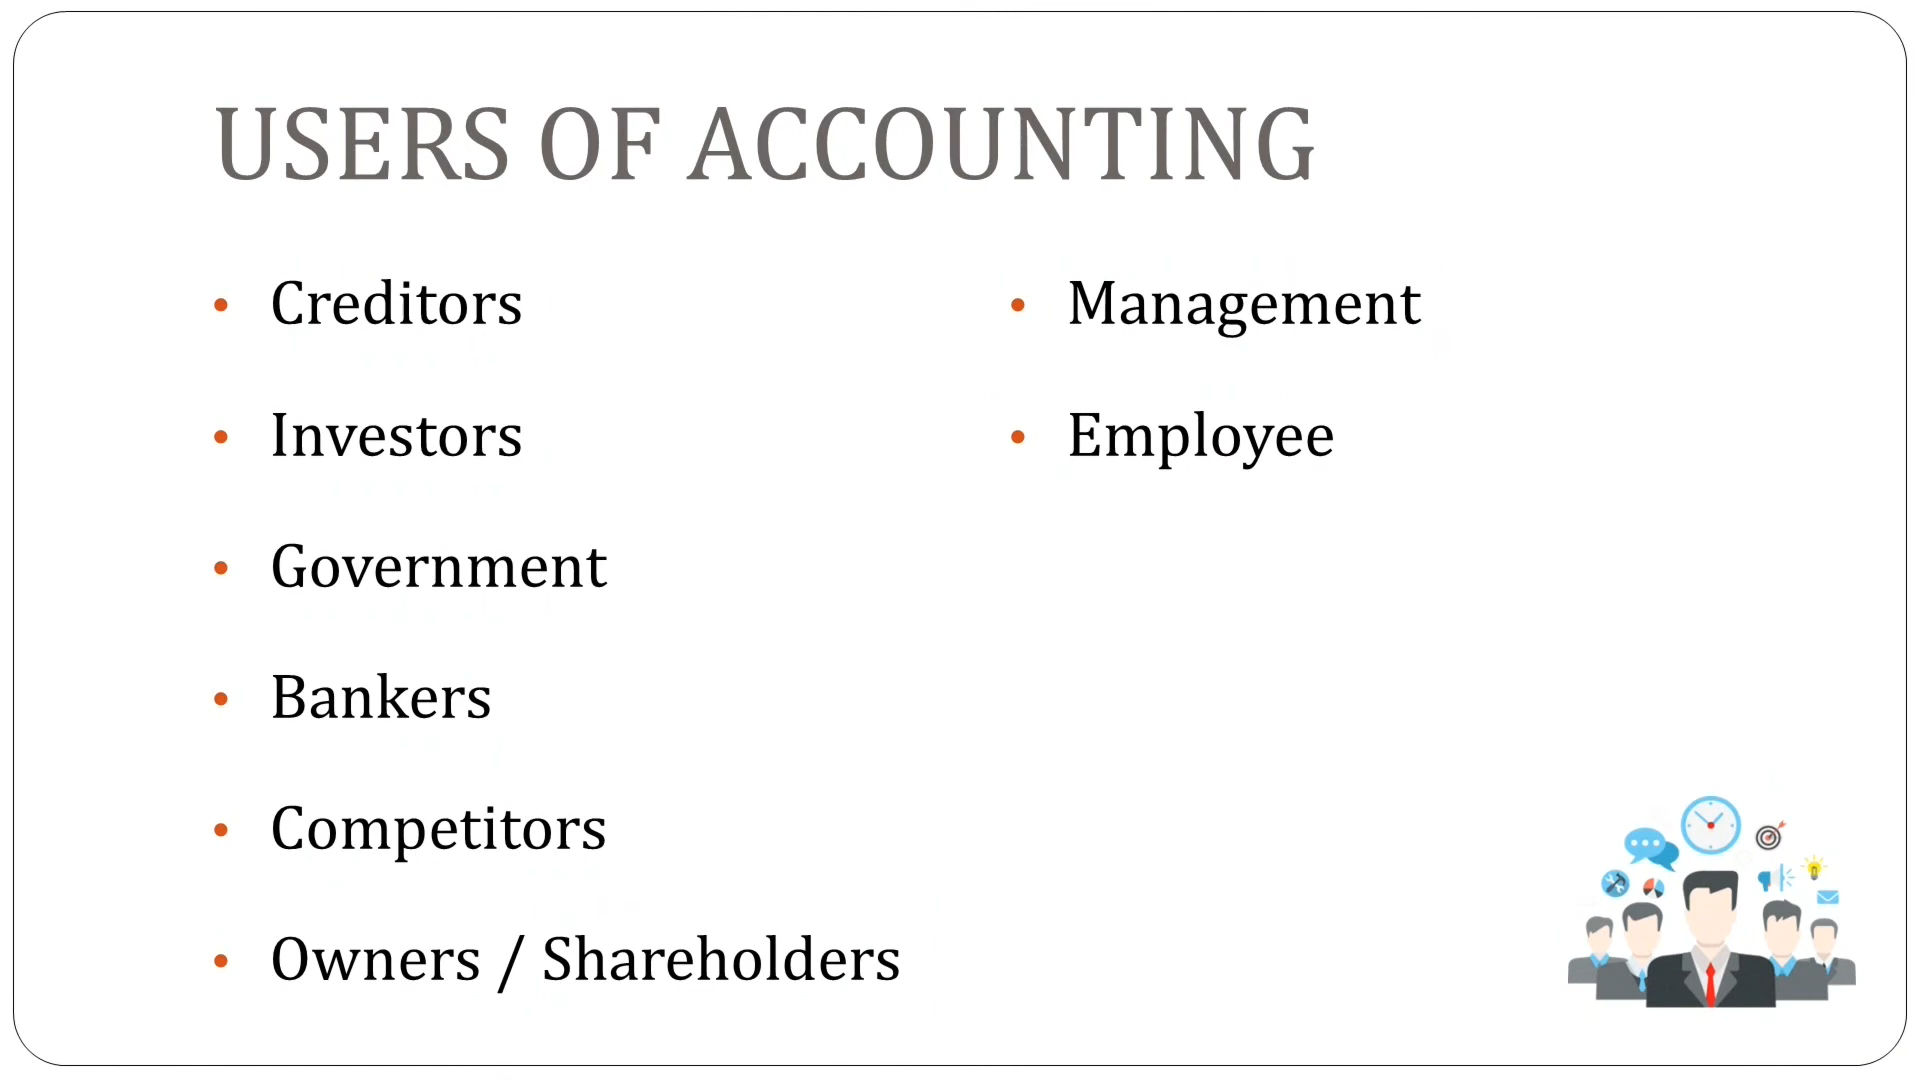 USERS OF ACCOUNTING
• Creditors
• Investors
• Government
• Bankers
• Competitors
• Owners / Shareholders
• Management
• Employee